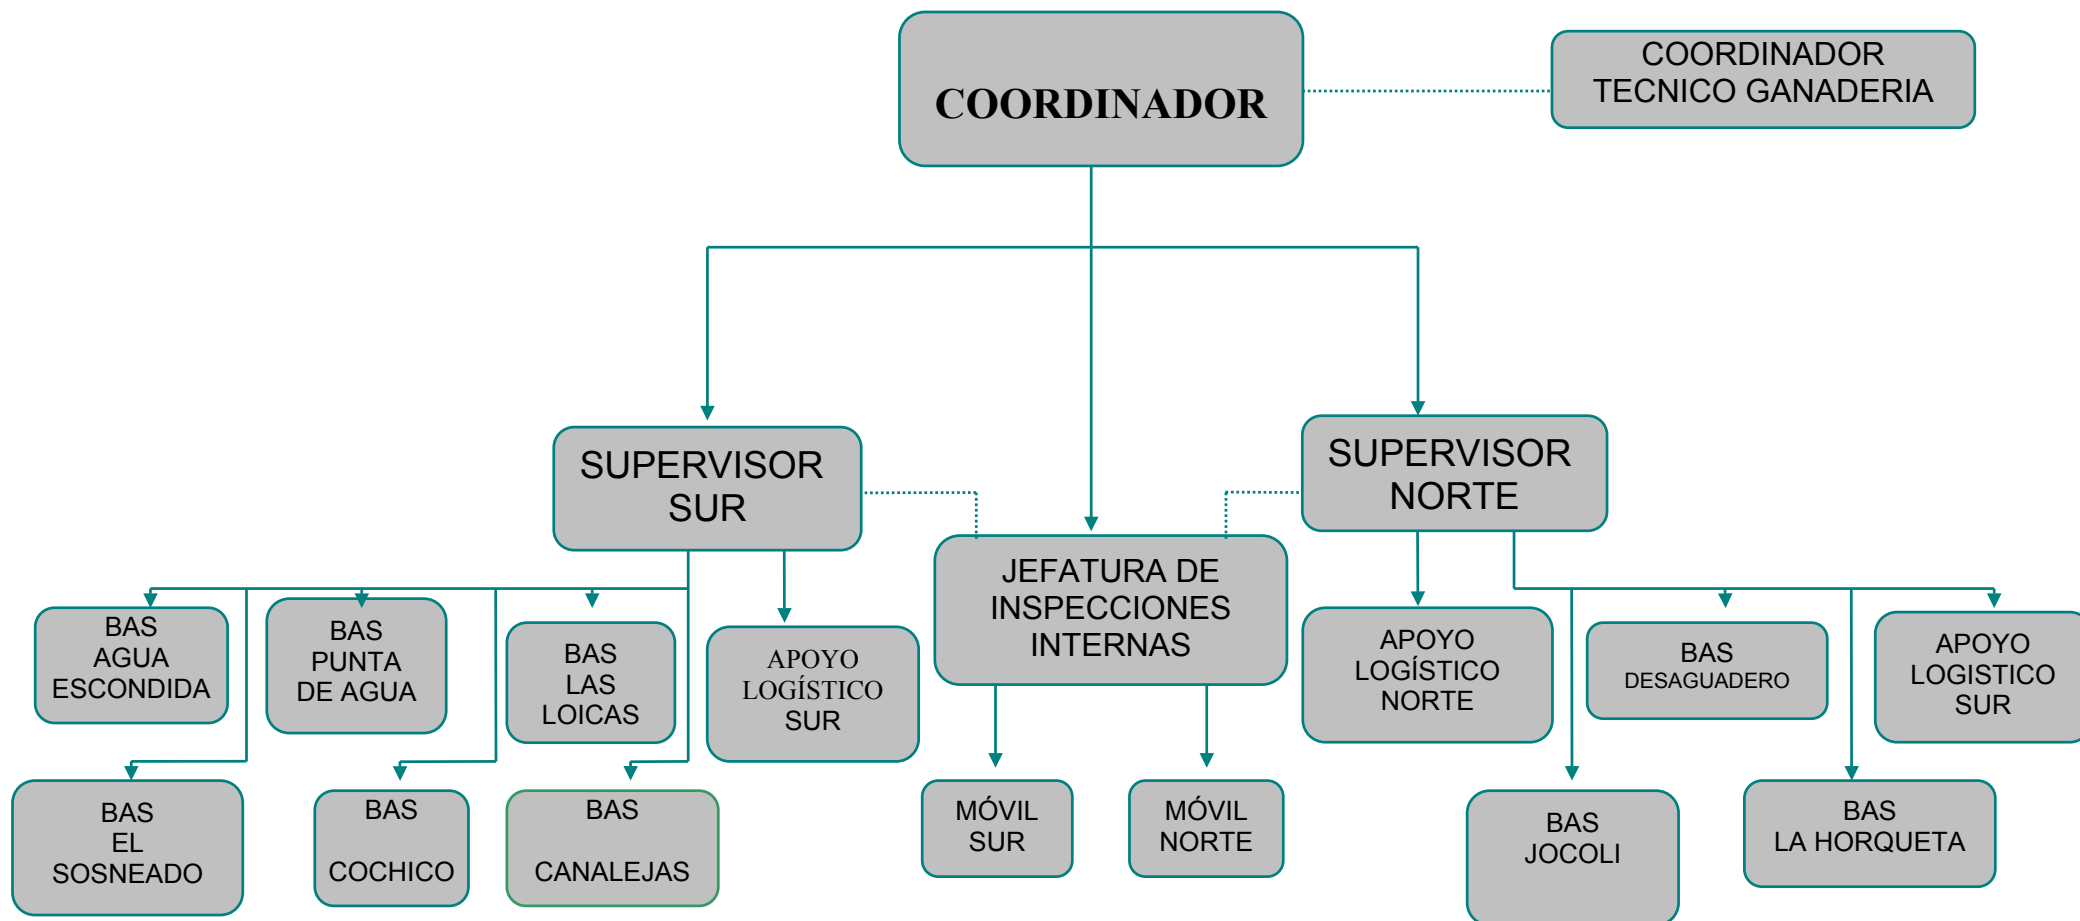 COORDINADOR
COORDINADOR
TECNICO GANADERIA
SUPERVISOR
SUR
SUPERVISOR
NORTE
JEFATURA DE
INSPECCIONES
INTERNAS
BAS
AGUA
ESCONDIDA
BAS
PUNTA
DE AGUA
BAS
LAS
LOICAS
APOYO
LOGÍSTICO
SUR
APOYO
LOGÍSTICO
NORTE
BAS
DESAGUADERO
APOYO
LOGISTICO
SUR
BAS
EL
SOSNEADO
BAS
COCHICO
BAS
CANALEJAS
MÓVIL
SUR
MÓVIL
NORTE
BAS
JOCOLI
BAS
LA HORQUETA